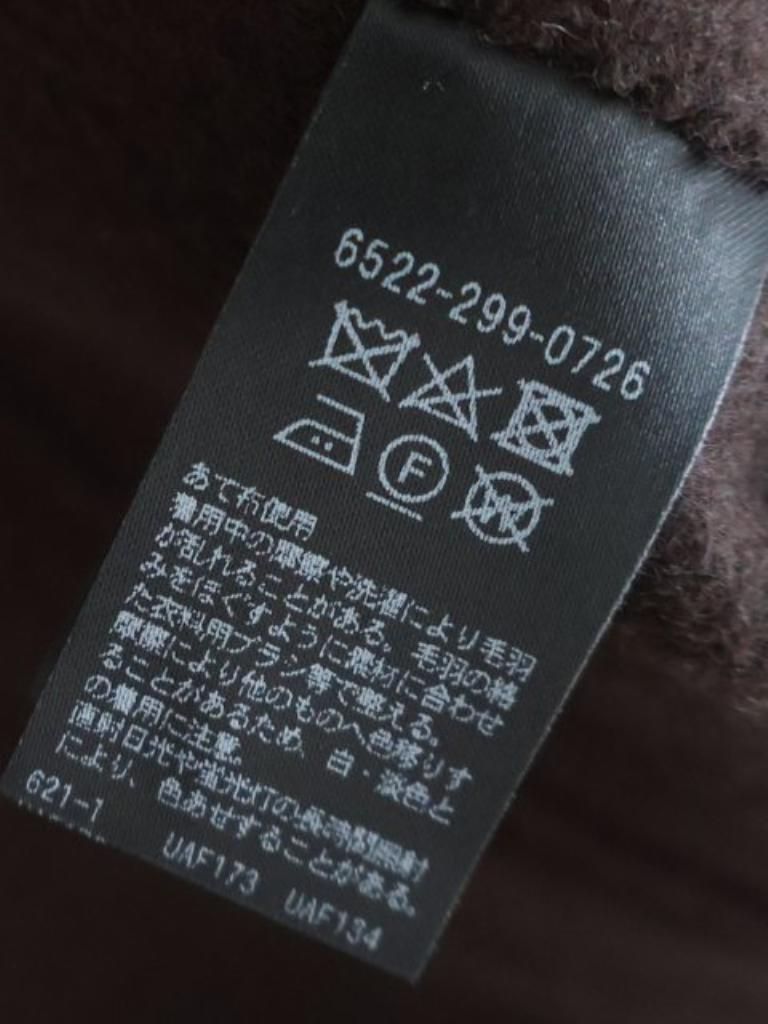 6522-299-0726
F
W
あて布使用
着用中の摩擦や洗濯により毛羽
が乱れることがある。毛羽の絡
みをほぐすように素材に合わせ
た衣料用ブラシ等で整える。
摩擦により他のものへ色移りす
ることがあるため、白・淡色と
の着用に注意。
直射日光や蛍光灯の長時間照射
により、色あせすることがある。
621-1 UAF173 UAF134